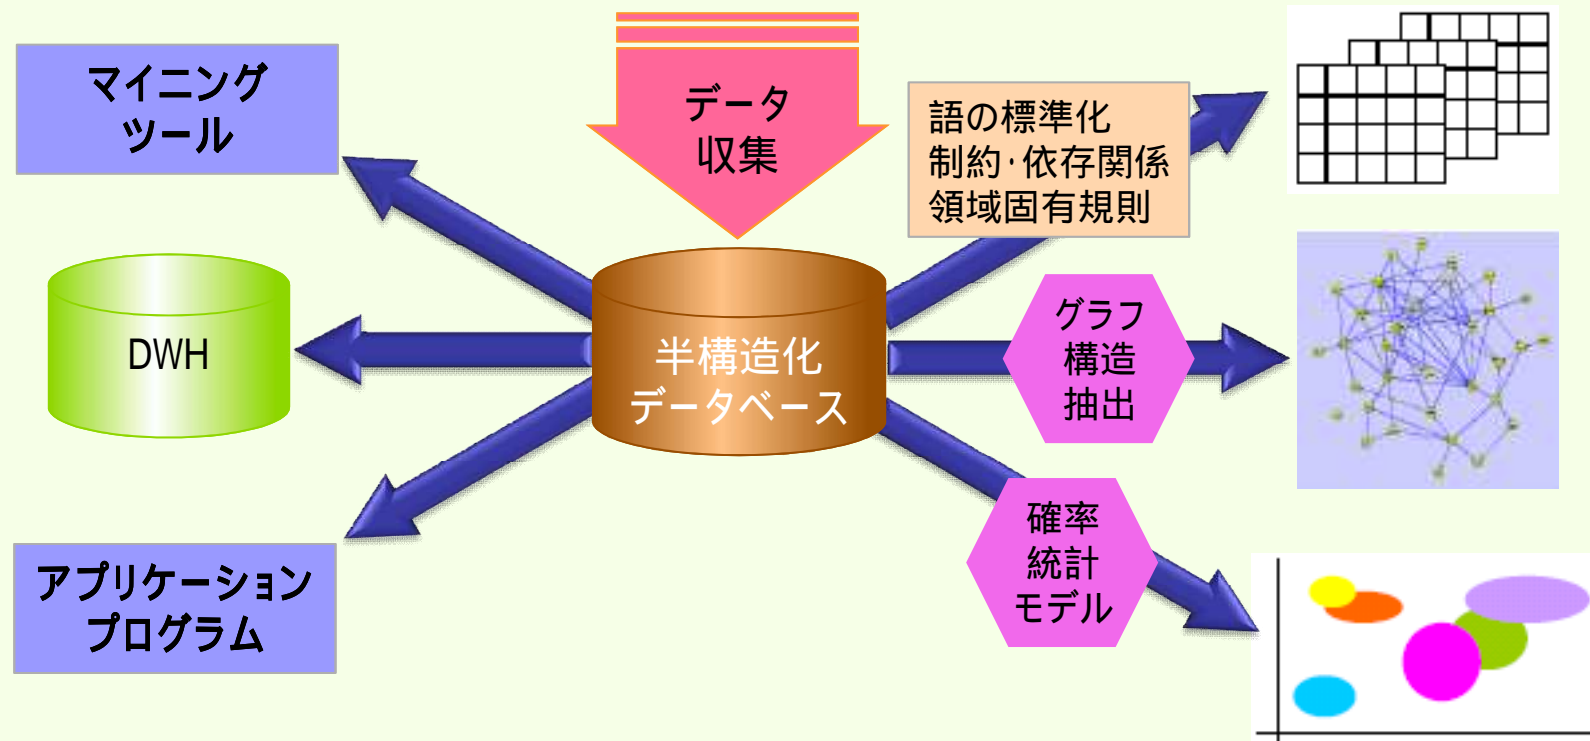 マイニング
ツール
データ
収集
語の標準化
制約･依存関係
領域固有規則
DWH
半構造化
データベース
グラフ
構造
抽出
アプリケーション
プログラム
確率
統計
モデル